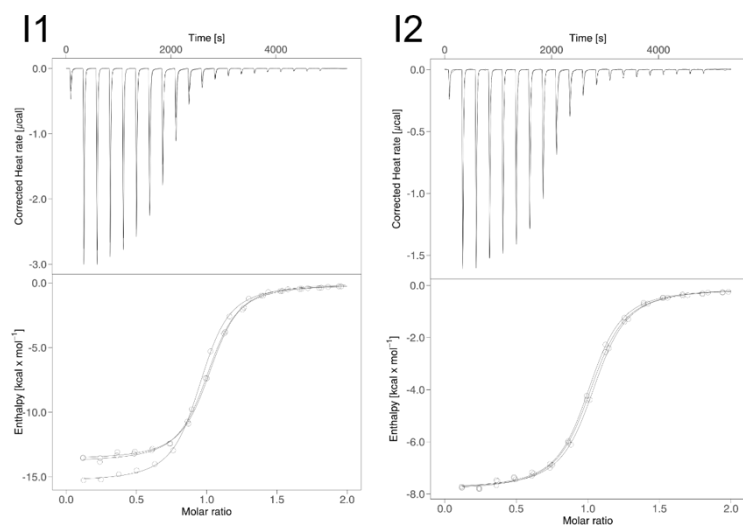 I1
Time [s]
0 2000 4000
Corrected Heat rate [µcal]
0.0
-1.0
-2.0
-3.0
Enthalpy [kcal x mol⁻¹]
0.0
-5.0
-10.0
-15.0
0.0 0.5 1.0 1.5 2.0
Molar ratio
I2
Time [s]
0 2000 4000
Corrected Heat rate [µcal]
0.0
-0.5
-1.0
-1.5
Enthalpy [kcal x mol⁻¹]
0.0
-2.0
-4.0
-6.0
-8.0
0.0 0.5 1.0 1.5 2.0
Molar ratio